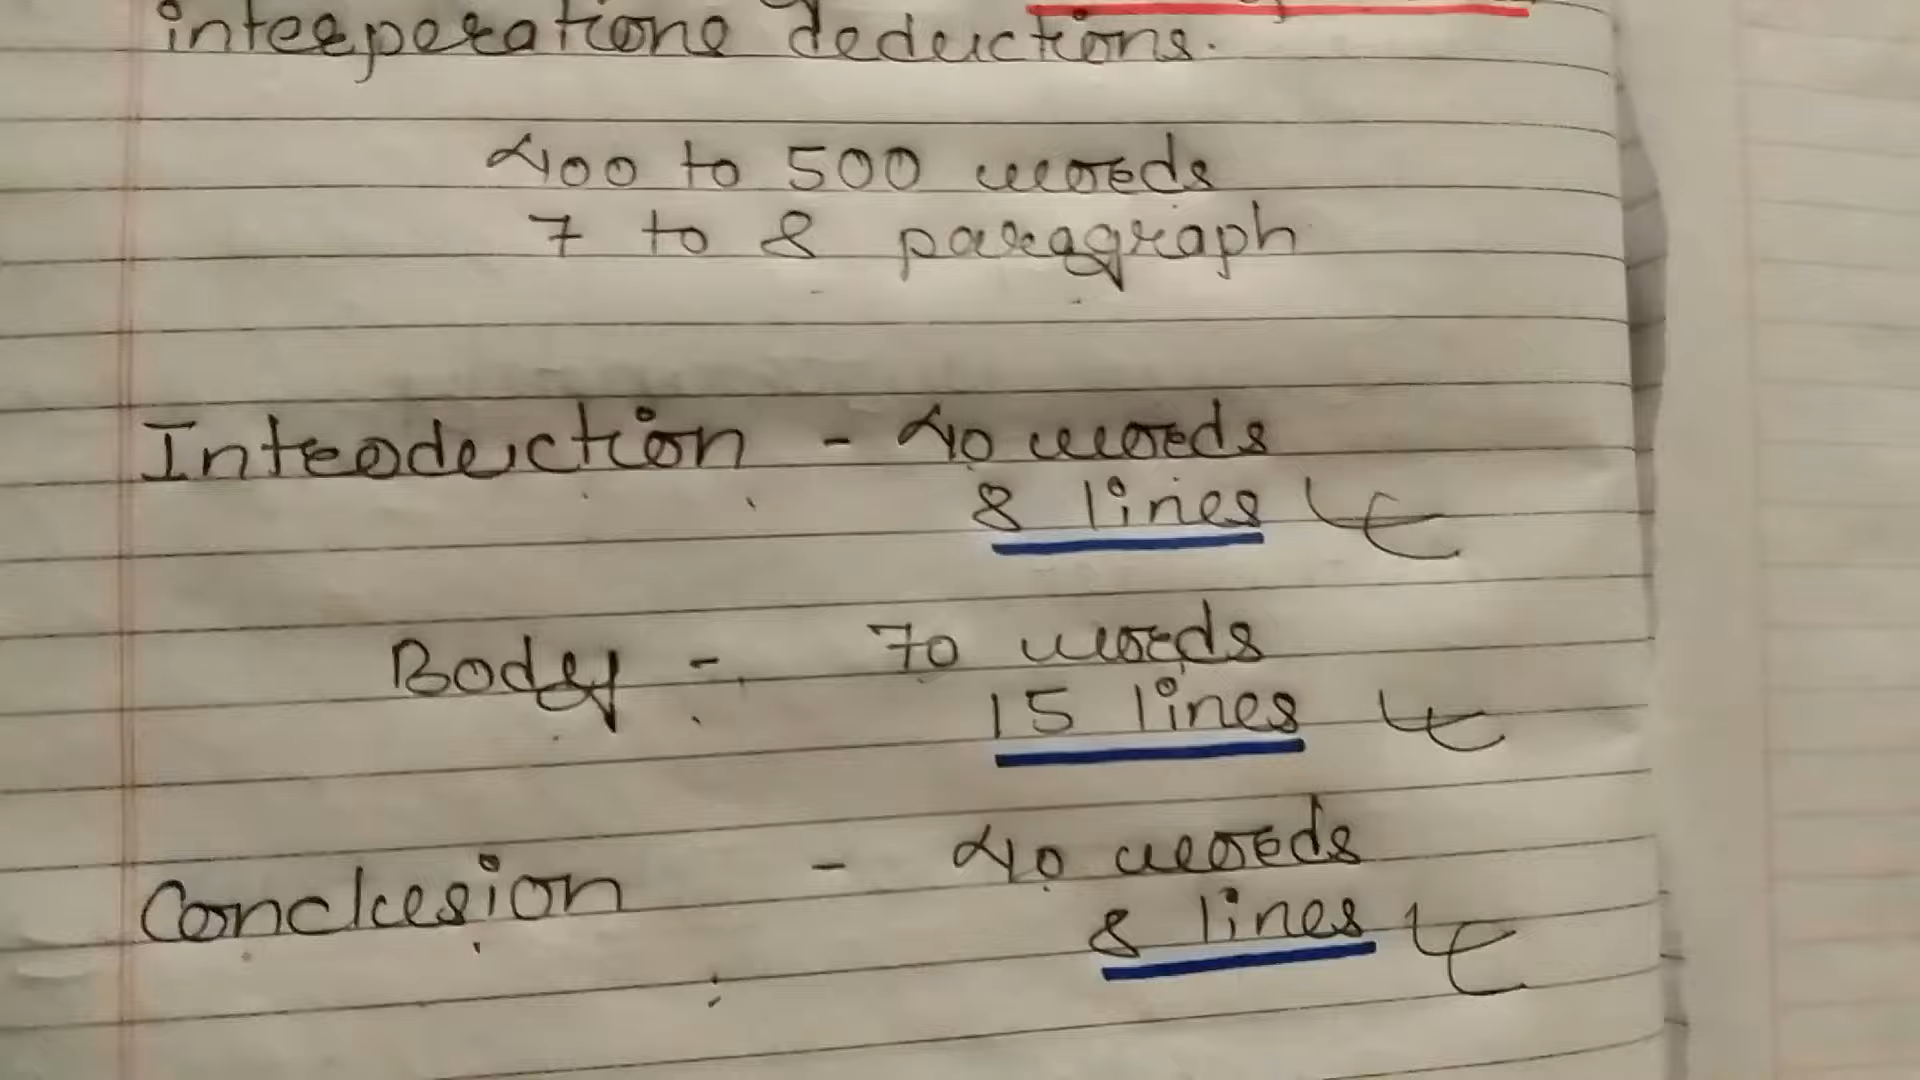 interperations deductions.
400 to 500 words
7 to 8 paragraph
Introduction - 40 words
8 lines
Body - 70 words
15 lines
Conclusion - 40 words
8 lines